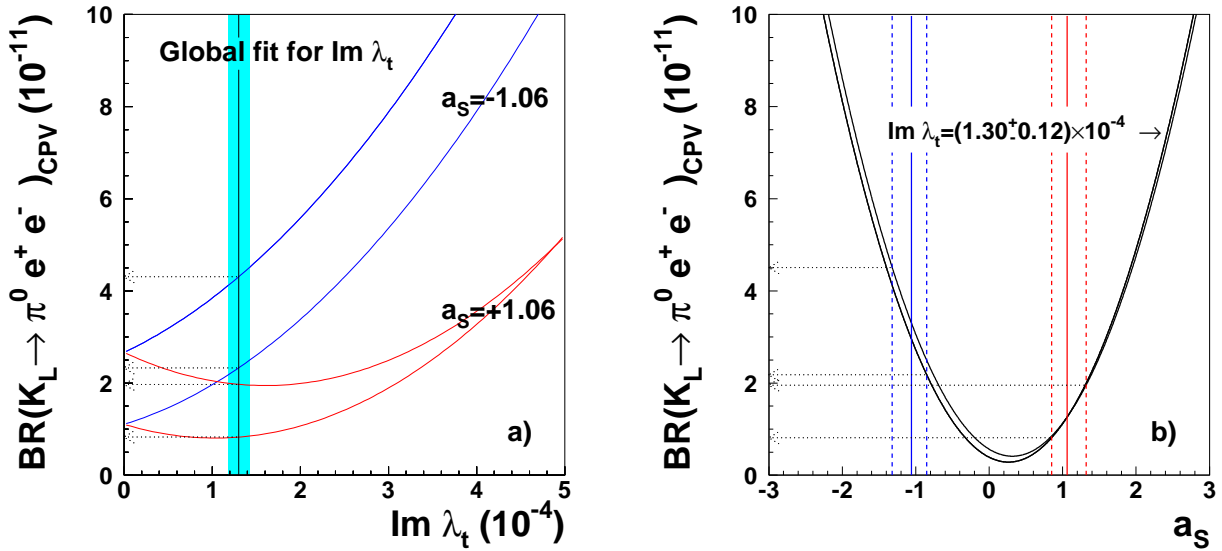 BR(K_L → π⁰ e⁺ e⁻)_CPV (10⁻¹¹)
10
8
6
4
2
0
Global fit for Im λ_t
a_S=-1.06
a_S=+1.06
a)
0 1 2 3 4 5
Im λ_t (10⁻⁴)
BR(K_L → π⁰ e⁺ e⁻)_CPV (10⁻¹¹)
10
8
6
4
2
0
Im λ_t=(1.30±0.12)×10⁻⁴ →
b)
-3 -2 -1 0 1 2 3
a_S